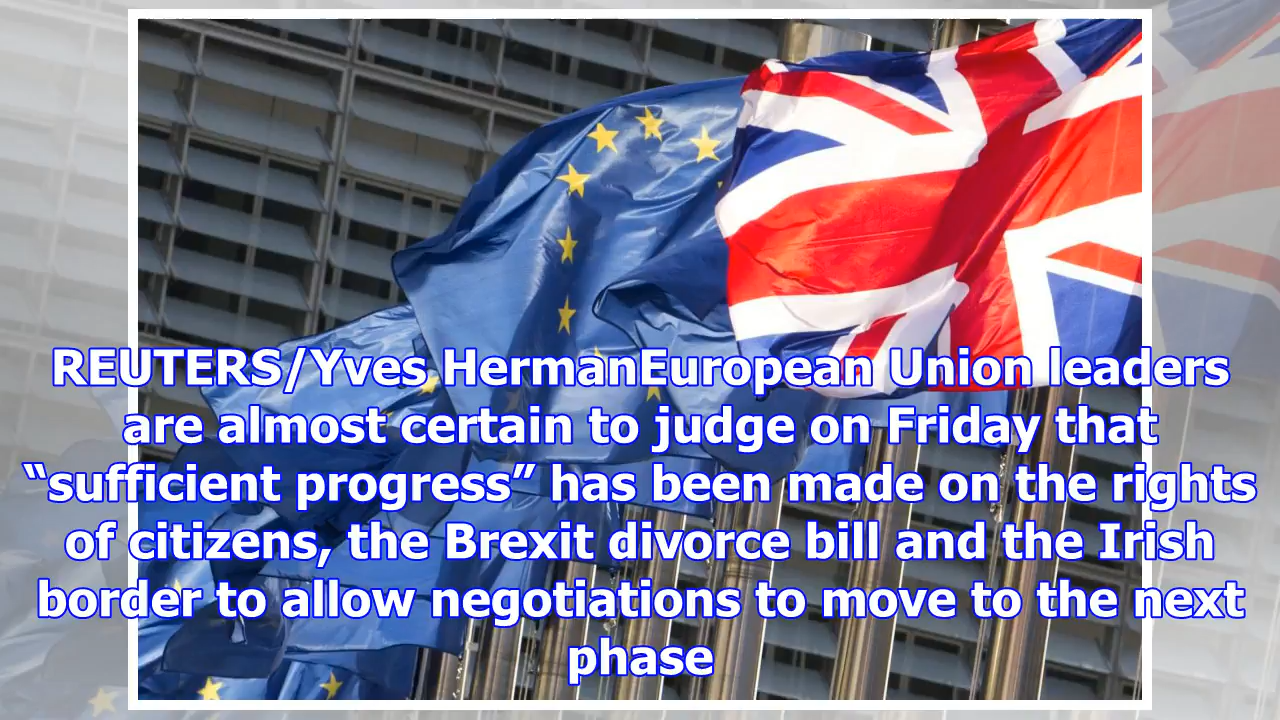 REUTERS/Yves HermanEuropean Union leaders
are almost certain to judge on Friday that
“sufficient progress” has been made on the rights
of citizens, the Brexit divorce bill and the Irish
border to allow negotiations to move to the next
phase